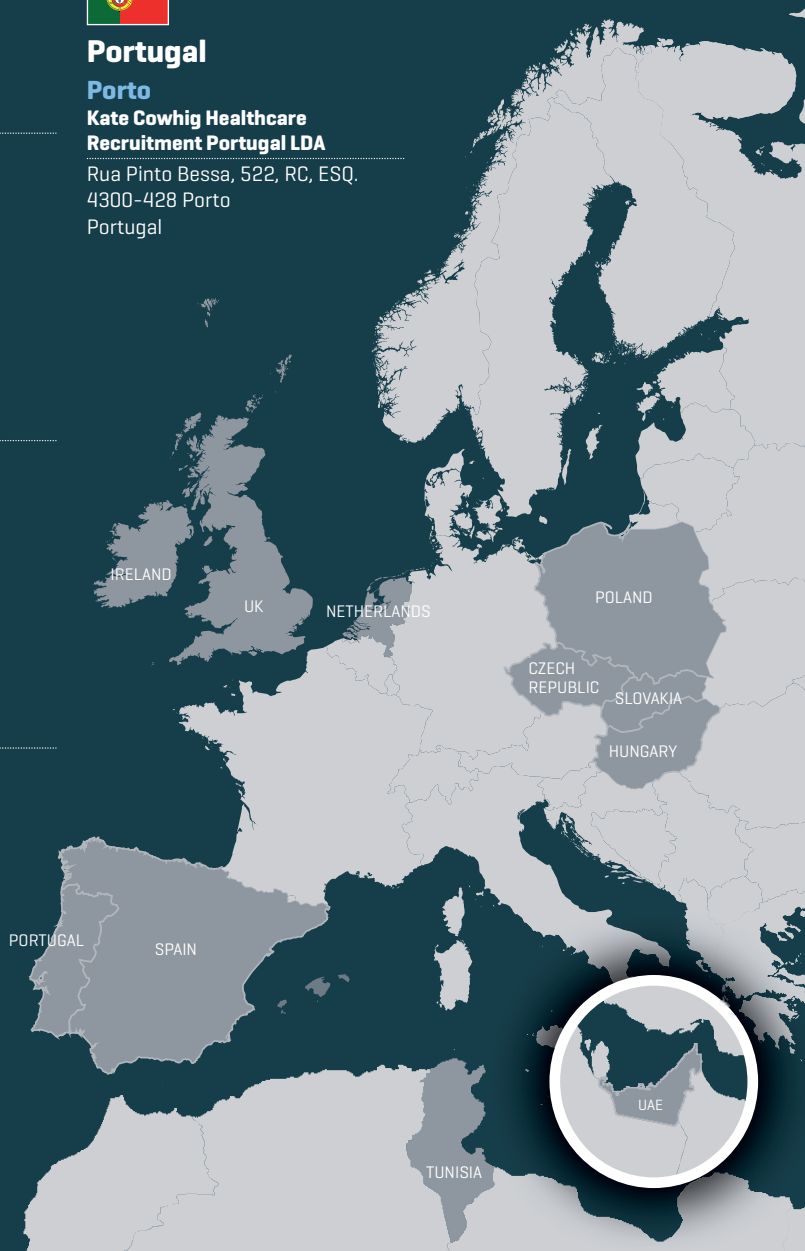 Portugal
Porto
Kate Cowhig Healthcare
Recruitment Portugal LDA
Rua Pinto Bessa, 522, RC, ESQ.
4300-428 Porto
Portugal
IRELAND
UK
NETHERLANDS
POLAND
CZECH
REPUBLIC
SLOVAKIA
HUNGARY
PORTUGAL
SPAIN
UAE
TUNISIA